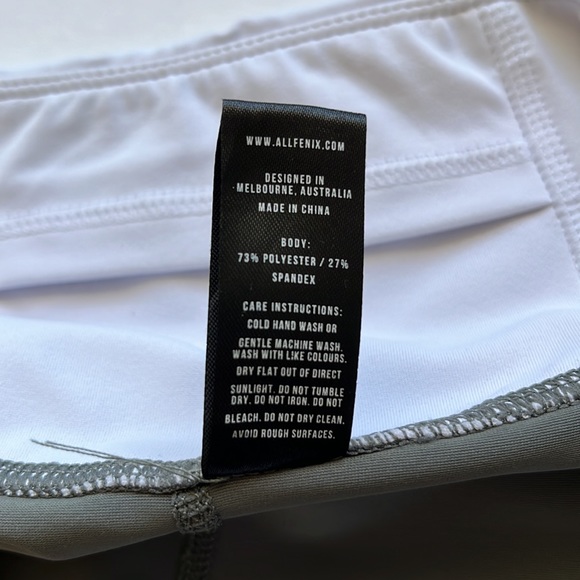 WWW.ALLFENIX.COM
DESIGNED IN
MELBOURNE, AUSTRALIA
MADE IN CHINA
BODY:
73% POLYESTER / 27%
SPANDEX
CARE INSTRUCTIONS:
COLD HAND WASH OR
GENTLE MACHINE WASH.
WASH WITH LIKE COLOURS.
DRY FLAT OUT OF DIRECT
SUNLIGHT. DO NOT TUMBLE
DRY. DO NOT IRON. DO NOT
BLEACH. DO NOT DRY CLEAN.
AVOID ROUGH SURFACES.